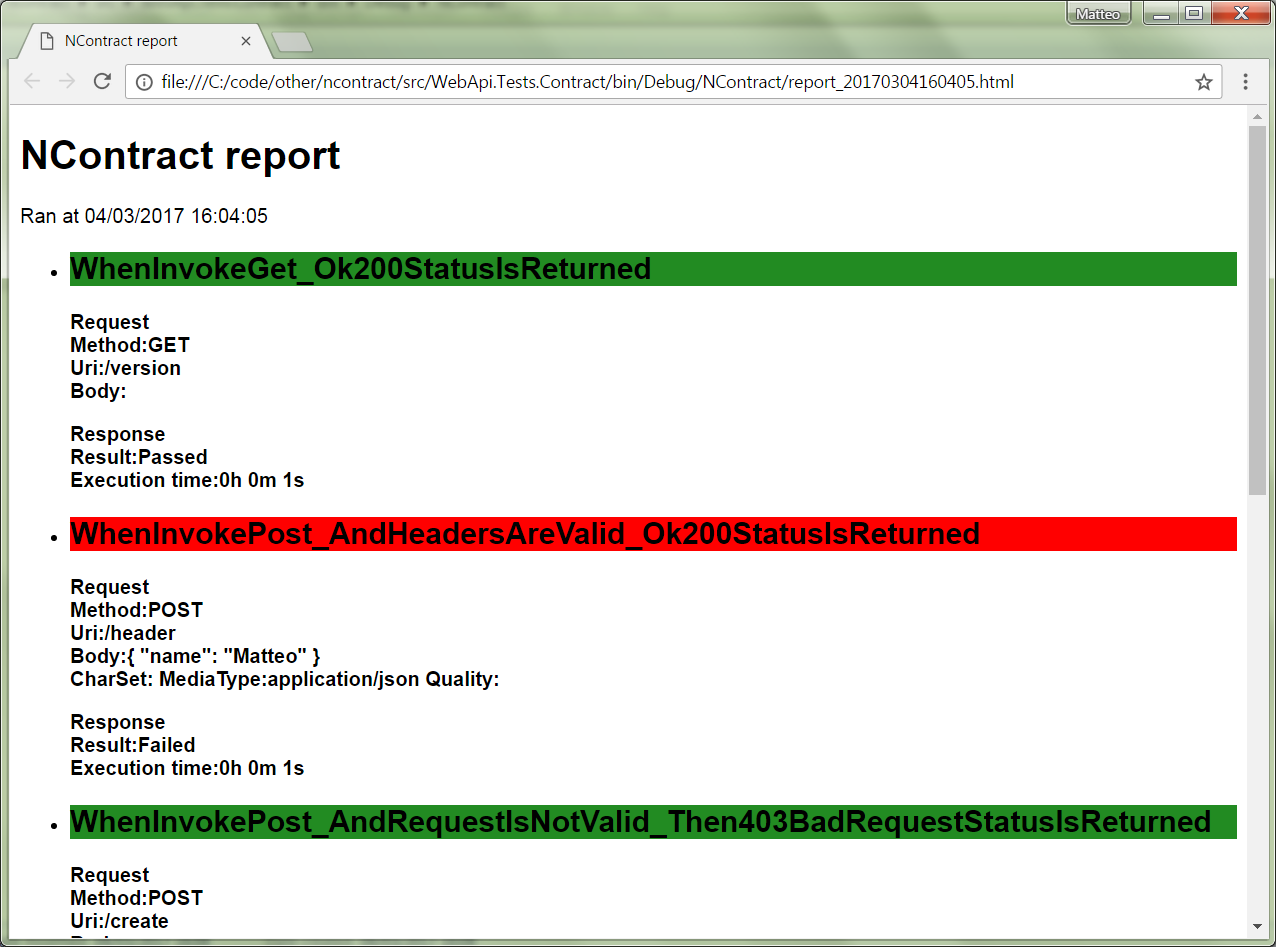 Matteo
NContract report
file:///C:/code/other/ncontract/src/WebApi.Tests.Contract/bin/Debug/NContract/report_20170304160405.html
NContract report
Ran at 04/03/2017 16:04:05
WhenInvokeGet_Ok200StatusIsReturned
Request
Method:GET
Uri:/version
Body:
Response
Result:Passed
Execution time:0h 0m 1s
WhenInvokePost_AndHeadersAreValid_Ok200StatusIsReturned
Request
Method:POST
Uri:/header
Body:{ "name": "Matteo" }
CharSet: MediaType:application/json Quality:
Response
Result:Failed
Execution time:0h 0m 1s
WhenInvokePost_AndRequestIsNotValid_Then403BadRequestStatusIsReturned
Request
Method:POST
Uri:/create